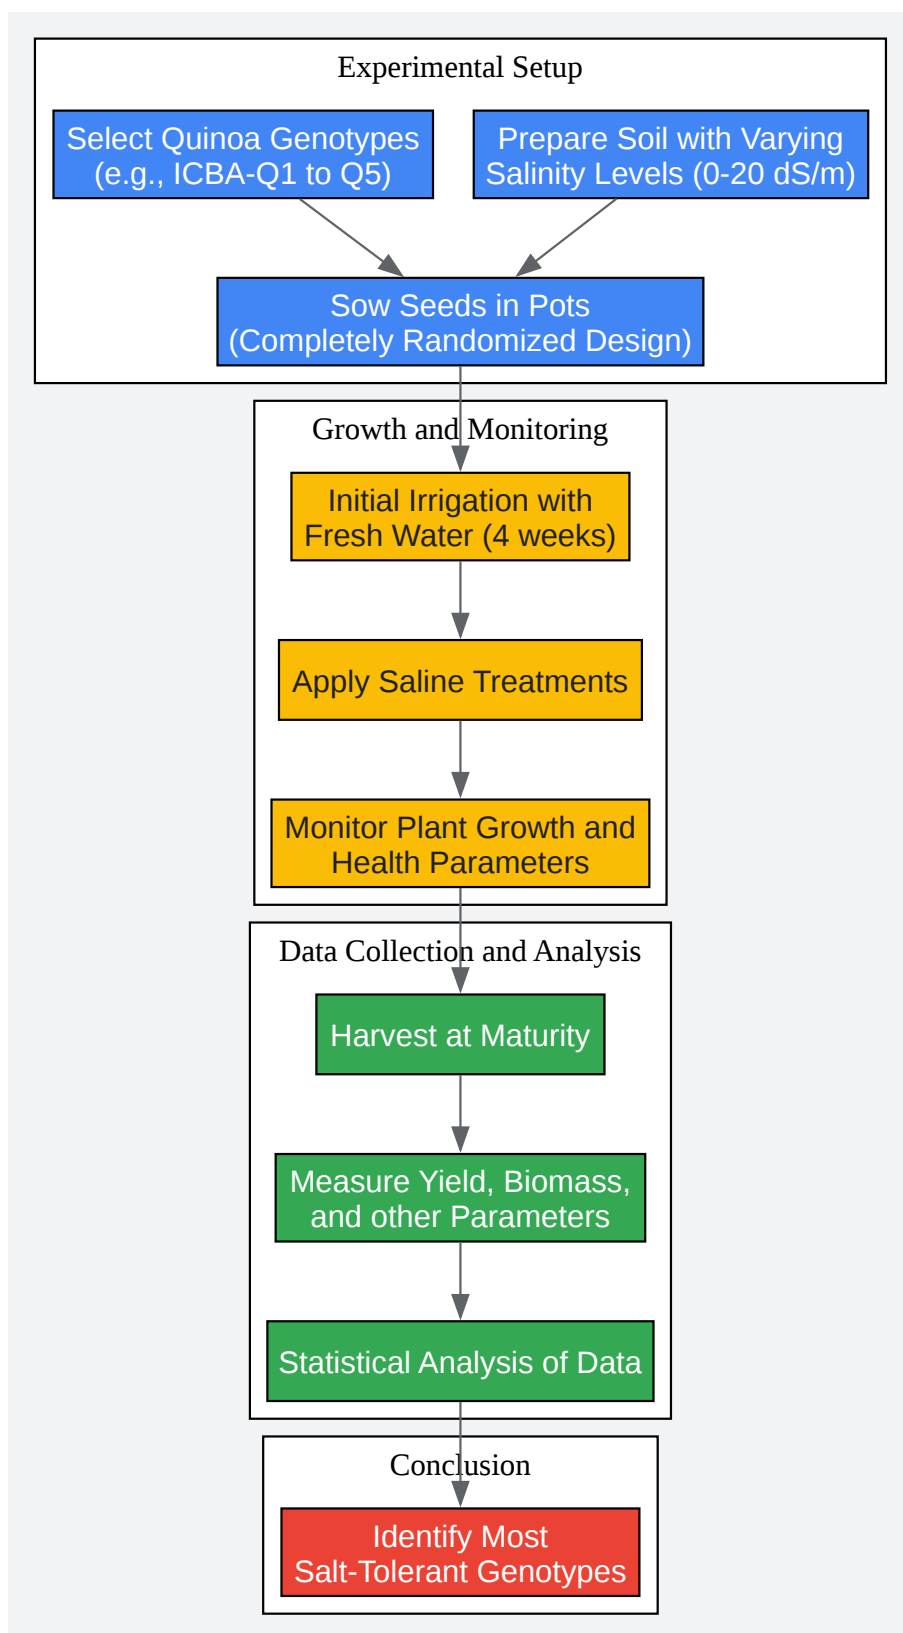 Experimental Setup
Select Quinoa Genotypes
(e.g., ICBA-Q1 to Q5)
Prepare Soil with Varying
Salinity Levels (0-20 dS/m)
Sow Seeds in Pots
(Completely Randomized Design)
Growth and Monitoring
Initial Irrigation with
Fresh Water (4 weeks)
Apply Saline Treatments
Monitor Plant Growth and
Health Parameters
Data Collection and Analysis
Harvest at Maturity
Measure Yield, Biomass,
and other Parameters
Statistical Analysis of Data
Conclusion
Identify Most
Salt-Tolerant Genotypes